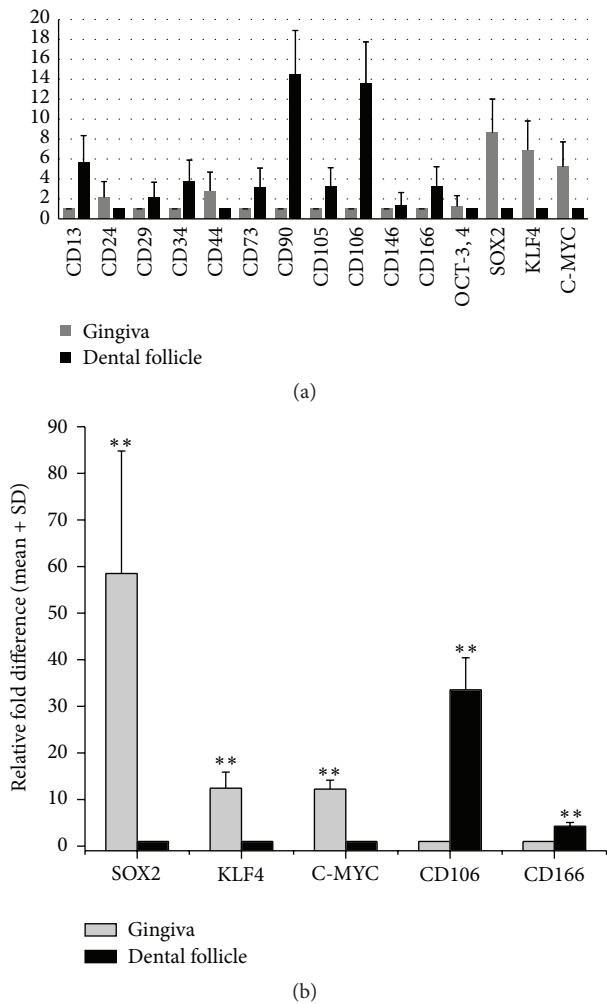 20
18
16
14
12
10
8
6
4
2
0
CD13
CD24
CD29
CD34
CD44
CD73
CD90
CD105
CD106
CD146
CD166
OCT-3, 4
SOX2
KLF4
C-MYC
Gingiva
Dental follicle
(a)
Relative fold difference (mean + SD)
90
80
70
60
50
40
30
20
10
0
**
**
**
**
**
SOX2
KLF4
C-MYC
CD106
CD166
Gingiva
Dental follicle
(b)